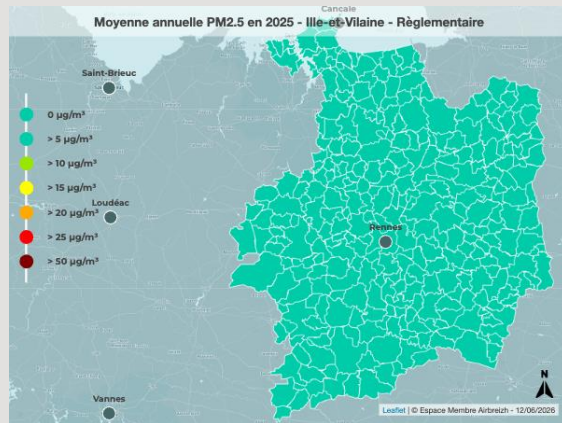 Cancale
Moyenne annuelle PM2.5 en 2025 - Ille-et-Vilaine - Règlementaire
Saint-Brieuc
0 µg/m³
> 5 µg/m³
> 10 µg/m³
> 15 µg/m³
> 20 µg/m³
Loudéac
> 25 µg/m³
> 50 µg/m³
Rennes
N
Vannes
Leaflet | © Espace Membre Airbreizh - 12/06/2026